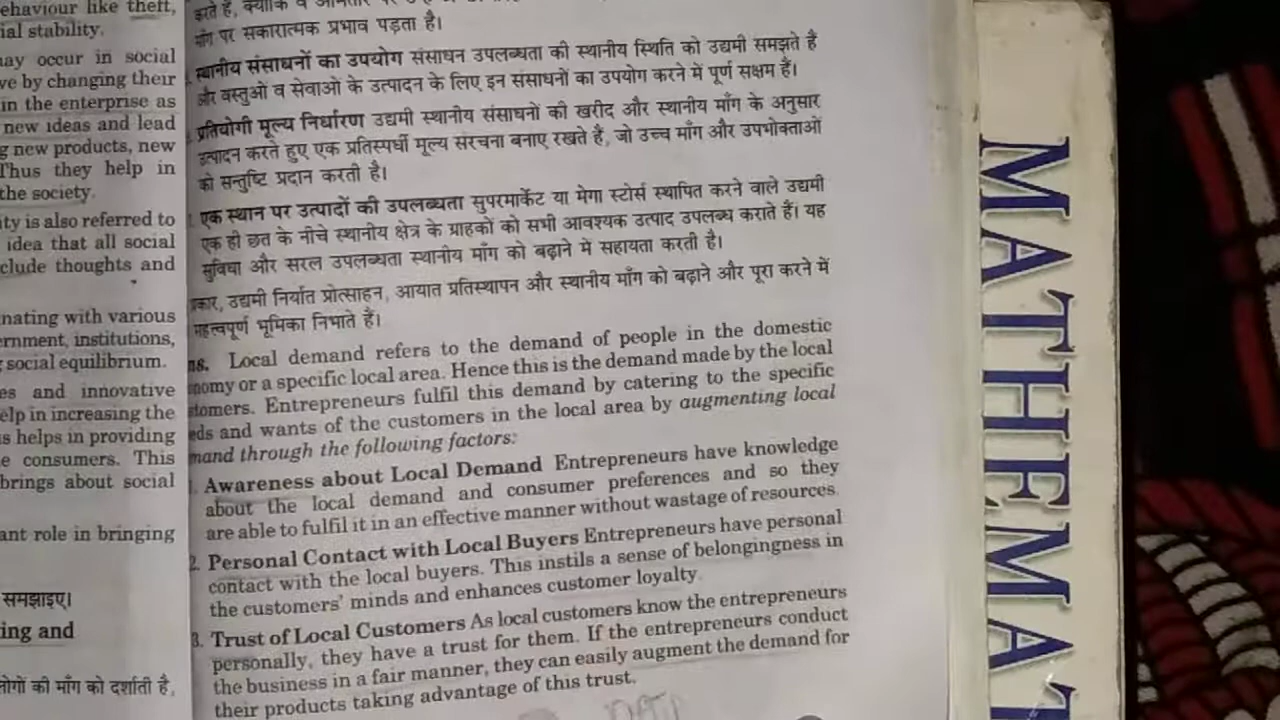 ehaviour like theft,
ial stability.
nay occur in social
ve by changing their
in the enterprise as
new ideas and lead
g new products, new
Thus they help in
the society.
ity is also referred to
idea that all social
clude thoughts and
nating with various
ernment, institutions,
social equilibrium.
es and innovative
elp in increasing the
s helps in providing
e consumers. This
brings about social
ant role in bringing
समझाइए।
ing and
लोगों की माँग को दर्शाती है,
माँग पर सकारात्मक प्रभाव पड़ता है।
स्थानीय संसाधनों का उपयोग संसाधन उपलब्धता की स्थानीय स्थिति को उद्यमी समझते हैं
और वस्तुओं व सेवाओं के उत्पादन के लिए इन संसाधनों का उपयोग करने में पूर्ण सक्षम हैं।
प्रतियोगी मूल्य निर्धारण उद्यमी स्थानीय संसाधनों की खरीद और स्थानीय माँग के अनुसार
उत्पादन करते हुए एक प्रतिस्पर्धी मूल्य संरचना बनाए रखते हैं, जो उच्च माँग और उपभोक्ताओं
को सन्तुष्टि प्रदान करती है।
एक स्थान पर उत्पादों की उपलब्धता सुपरमार्केट या मेगा स्टोर्स स्थापित करने वाले उद्यमी
एक ही छत के नीचे स्थानीय क्षेत्र के ग्राहकों को सभी आवश्यक उत्पाद उपलब्ध कराते हैं। यह
सुविधा और सरल उपलब्धता स्थानीय माँग को बढ़ाने में सहायता करती है।
कार, उद्यमी निर्यात प्रोत्साहन, आयात प्रतिस्थापन और स्थानीय माँग को बढ़ाने और पूरा करने में
महत्त्वपूर्ण भूमिका निभाते हैं।
ns. Local demand refers to the demand of people in the domestic
nomy or a specific local area. Hence this is the demand made by the local
tomers. Entrepreneurs fulfil this demand by catering to the specific
eds and wants of the customers in the local area by augmenting local
mand through the following factors:
1. Awareness about Local Demand Entrepreneurs have knowledge
about the local demand and consumer preferences and so they
are able to fulfil it in an effective manner without wastage of resources.
2. Personal Contact with Local Buyers Entrepreneurs have personal
contact with the local buyers. This instils a sense of belongingness in
the customers' minds and enhances customer loyalty.
3. Trust of Local Customers As local customers know the entrepreneurs
personally, they have a trust for them. If the entrepreneurs conduct
the business in a fair manner, they can easily augment the demand for
their products taking advantage of this trust.
MATHEMAT